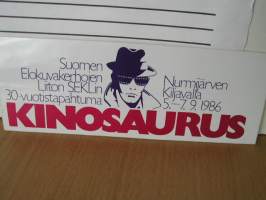 Suomen
Elokuvakerhojen
Liiton SEKLin
30-vuotistapahtuma
Nurmijärven
Kiljavalla
5.—7.9.1986
KINOSAURUS